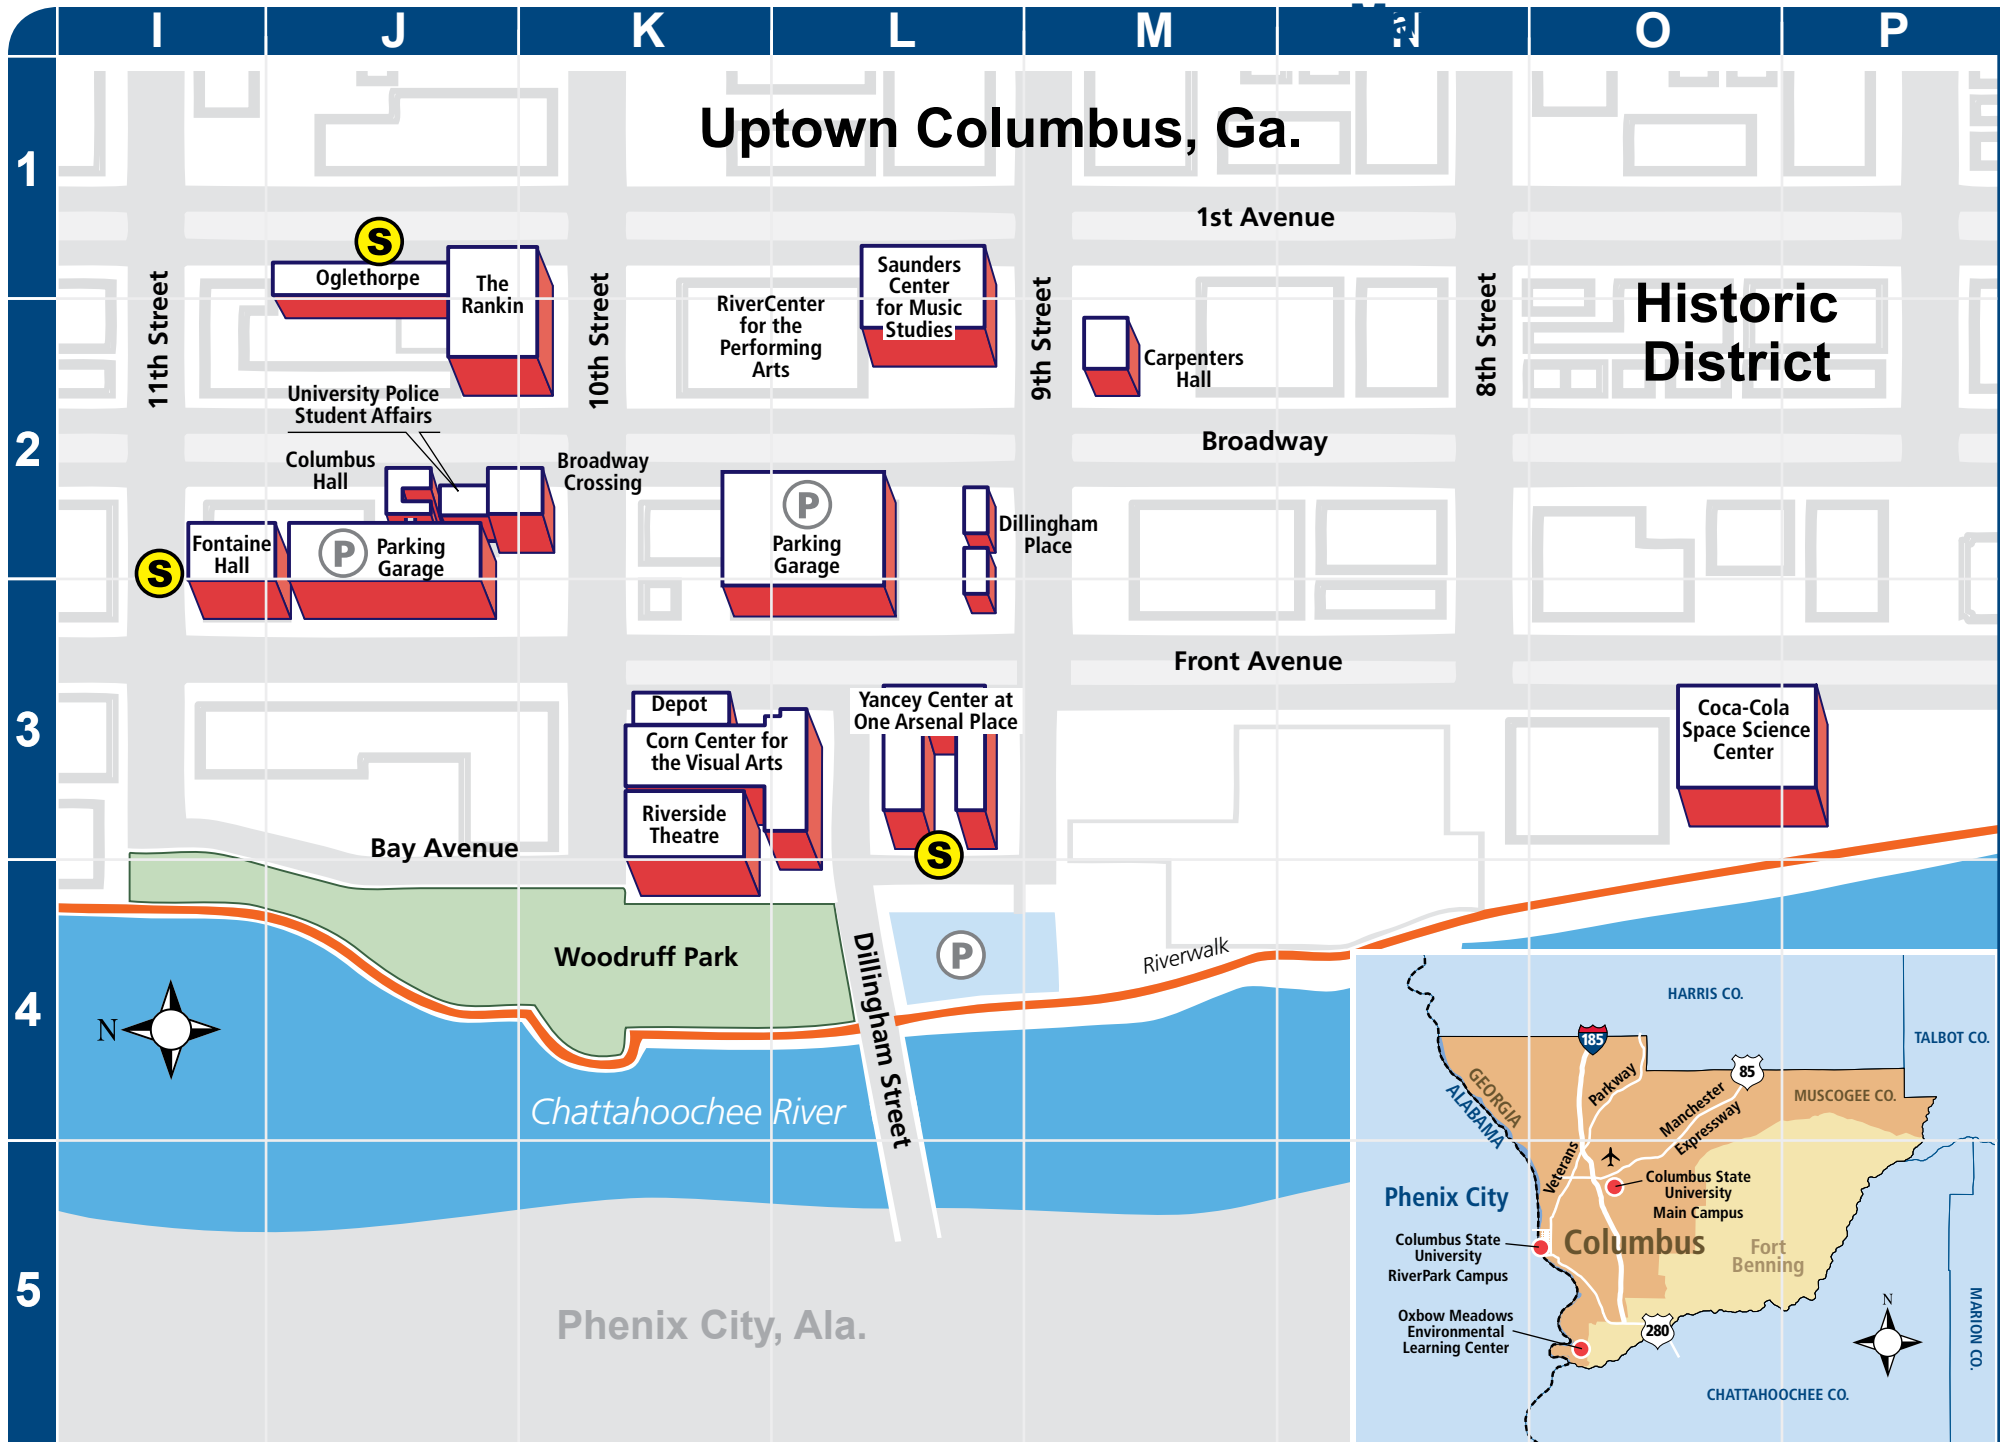 Ma
I
J
K
L
M
N
O
P
1
2
3
4
5
Uptown Columbus, Ga.
1st Avenue
S
Oglethorpe
The
Rankin
Saunders
Center
for Music
Studies
RiverCenter
for the
Performing
Arts
11th Street
10th Street
9th Street
8th Street
Carpenters
Hall
Historic
District
University Police
Student Affairs
Broadway
Columbus
Hall
Broadway
Crossing
P
Parking
Garage
Dillingham
Place
Fontaine
Hall
P
Parking
Garage
S
Front Avenue
Depot
Corn Center for
the Visual Arts
Riverside
Theatre
Yancey Center at
One Arsenal Place
S
Coca-Cola
Space Science
Center
Bay Avenue
Woodruff Park
P
Dillingham Street
Riverwalk
N
Chattahoochee River
Phenix City, Ala.
HARRIS CO.
TALBOT CO.
185
85
GEORGIA
ALABAMA
Parkway
Manchester
Expressway
MUSCOGEE CO.
Veterans
Columbus State
University
Main Campus
Phenix City
Columbus State
University
RiverPark Campus
Columbus
Fort
Benning
Oxbow Meadows
Environmental
Learning Center
280
N
MARION CO.
CHATTAHOOCHEE CO.